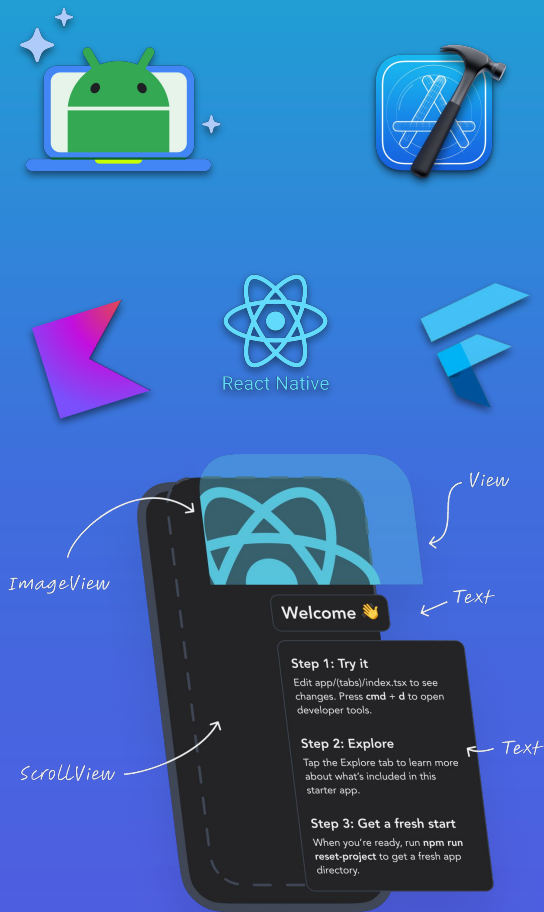 React Native
View
ImageView
Welcome 👋
Text
Step 1: Try it
Edit app/(tabs)/index.tsx to see
changes. Press cmd + d to open
developer tools.
Step 2: Explore
Text
Tap the Explore tab to learn more
about what's included in this
starter app.
ScrollView
Step 3: Get a fresh start
When you're ready, run npm run
reset-project to get a fresh app
directory.